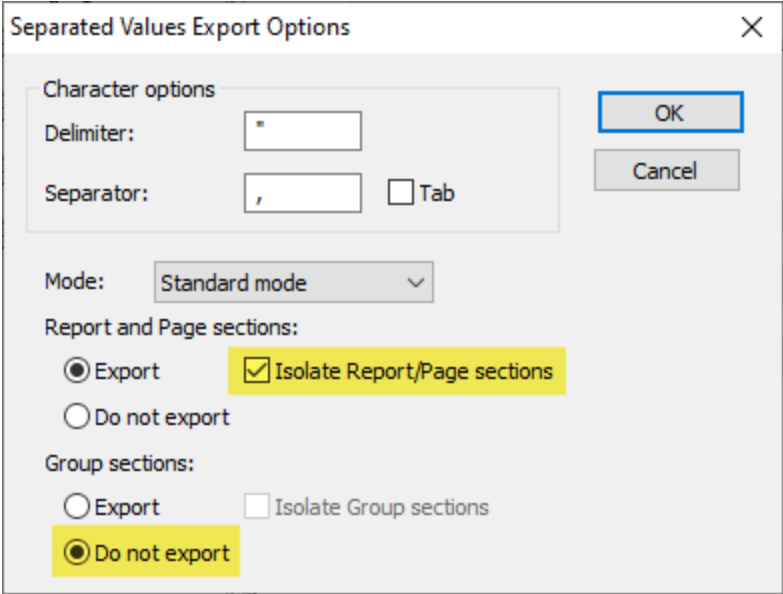 Separated Values Export Options
Character options
Delimiter: "
Separator: , Tab
OK
Cancel
Mode: Standard mode
Report and Page sections:
Export Isolate Report/Page sections
Do not export
Group sections:
Export Isolate Group sections
Do not export